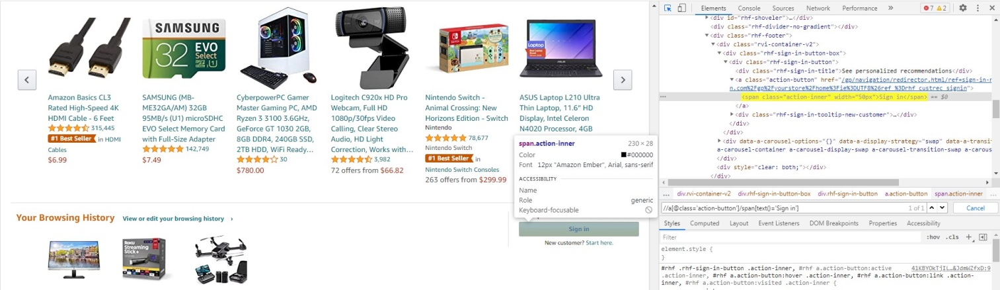 SAMSUNG
32
EVO
Select
Laptop
Amazon Basics CL3
Rated High-Speed 4K
HDMI Cable - 6 Feet
315,445
#1 Best Seller in HDMI
Cables
$6.99
SAMSUNG (MB-
ME32GA/AM) 32GB
95MB/s (U1) microSDHC
EVO Select Memory Card
with Full-Size Adapter
142,749
$7.49
CyberpowerPC Gamer
Master Gaming PC, AMD
Ryzen 3 3100 3.6GHz,
GeForce GT 1030 2GB,
8GB DDR4, 240GB SSD,
2TB HDD, WiFi Ready…
30
$780.00
Logitech C920x HD Pro
Webcam, Full HD
1080p/30fps Video
Calling, Clear Stereo
Audio, HD Light
Correction, Works with…
3,982
72 offers from $66.82
Nintendo Switch -
Animal Crossing: New
Horizons Edition - Switch
Nintendo
78,677
Nintendo Switch
#1 Best Seller in
Nintendo Switch Consoles
263 offers from $299.99
ASUS Laptop L210 Ultra
Thin Laptop, 11.6" HD
Display, Intel Celeron
N4020 Processor, 4GB
span.action-inner 230 × 28
Color #000000
Font 12px "Amazon Ember", Arial, sans-serif
ACCESSIBILITY
Name
Role generic
Keyboard-focusable
Sign in
New customer? Start here.
Your Browsing History View or edit your browsing history ›
Roku
Streaming
Stick+
Elements Console Sources Network Performance » 7 2
<div id="rhf-shoveler">…</div>
<div class="rhf-divider-no-gradient"></div>
<div class="rhf-footer">
<div class="rvi-container-v2">
<div class="rhf-sign-in-button-box">
<div class="rhf-sign-in-button">
<div class="rhf-sign-in-title">See personalized recommendations</div>
<a class="action-button" href="/gp/navigation/redirector.html/ref=sign-in-r
n.com%2Fgp%2Fyourstore%2Fhome%3Fie%3DUTF8%26ref_%3Drhf_custrec_signin">
<span class="action-inner" width="50px">Sign in</span> == $0
</a>
<div class="rhf-sign-in-tooltip-new-customer">…</div>
</div>
<div data-a-carousel-options="{}" data-a-display-strategy="swap" data-a-transit
a-carousel-container a-carousel-display-swap a-carousel-transition-swap a-carous
</div>
<div style="clear: both;"></div>
</div>
… div.rvi-container-v2 div.rhf-sign-in-button-box div.rhf-sign-in-button a.action-button span.action-inner …
//a[@class='action-button']/span[text()='Sign in'] 1 of 1 Cancel
Styles Computed Layout Event Listeners DOM Breakpoints Properties Accessibility
Filter :hov .cls +
element.style {
}
#rhf .rhf-sign-in-button .action-inner, #rhf a.action-button:active
.action-inner, #rhf a.action-button:hover .action-inner, #rhf a.action-button:link .action-
inner, #rhf a.action-button:visited .action-inner {